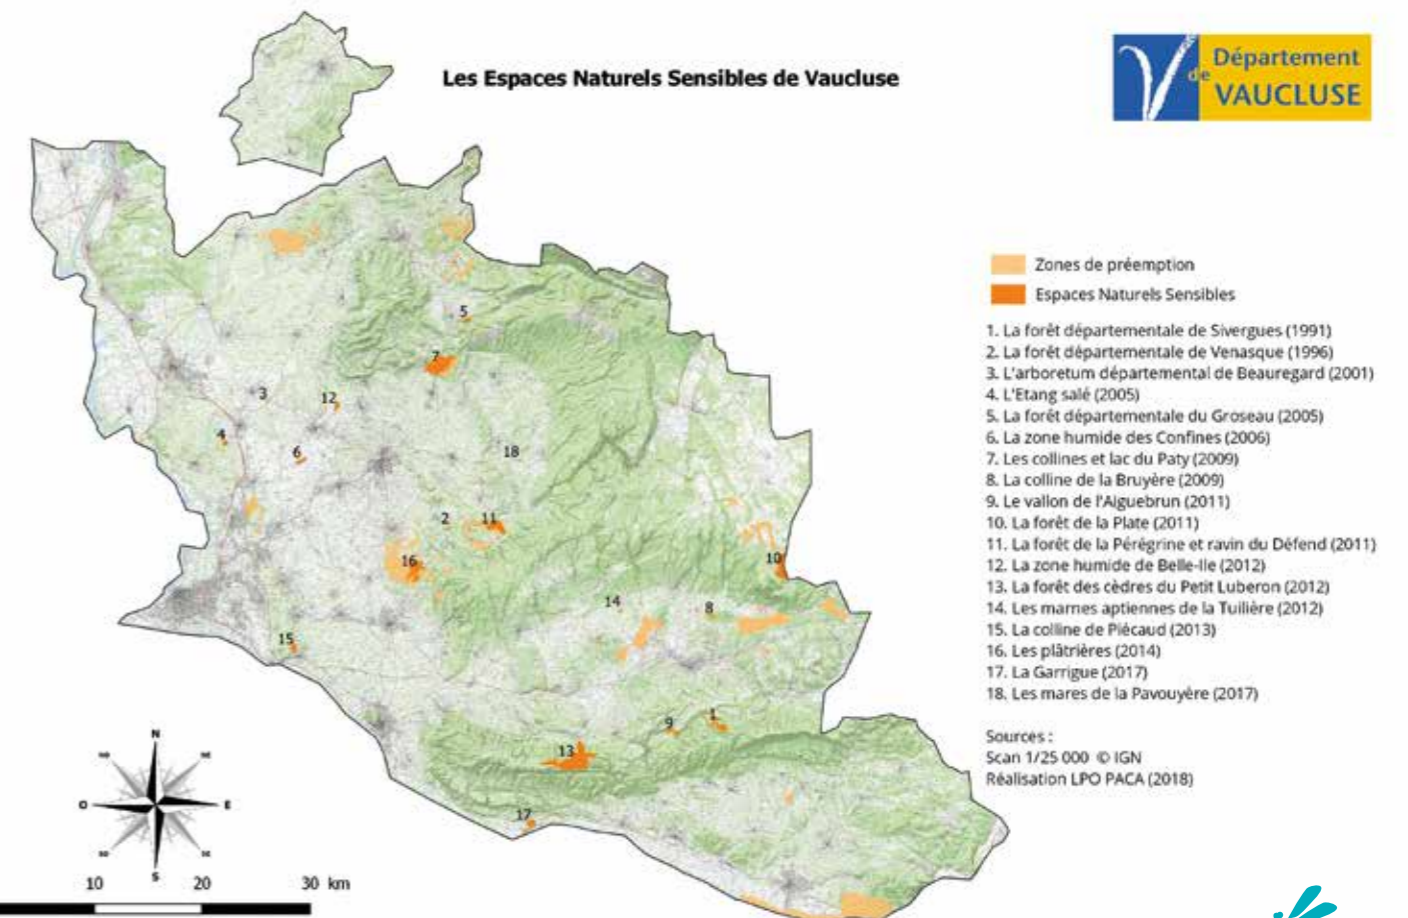 Les Espaces Naturels Sensibles de Vaucluse
Département
de
VAUCLUSE
Zones de préemption
Espaces Naturels Sensibles
1. La forêt départementale de Sivergues (1991)
2. La forêt départementale de Venasque (1996)
3. L'arboretum départemental de Beauregard (2001)
4. L'Etang salé (2005)
5. La forêt départementale du Groseau (2005)
6. La zone humide des Confines (2006)
7. Les collines et lac du Paty (2009)
8. La colline de la Bruyère (2009)
9. Le vallon de l'Aiguebrun (2011)
10. La forêt de la Plate (2011)
11. La forêt de la Pérégrine et ravin du Défend (2011)
12. La zone humide de Belle-Ile (2012)
13. La forêt des cèdres du Petit Luberon (2012)
14. Les marnes aptiennes de la Tuilière (2012)
15. La colline de Piécaud (2013)
16. Les plâtrières (2014)
17. La Garrigue (2017)
18. Les mares de la Pavouyère (2017)
Sources :
Scan 1/25 000 © IGN
Réalisation LPO PACA (2018)
5
7
3
12
4
6
18
2
11
16
10
14
8
15
9
1
13
17
N
NO
NE
O
E
SO
SE
S
10 20 30 km